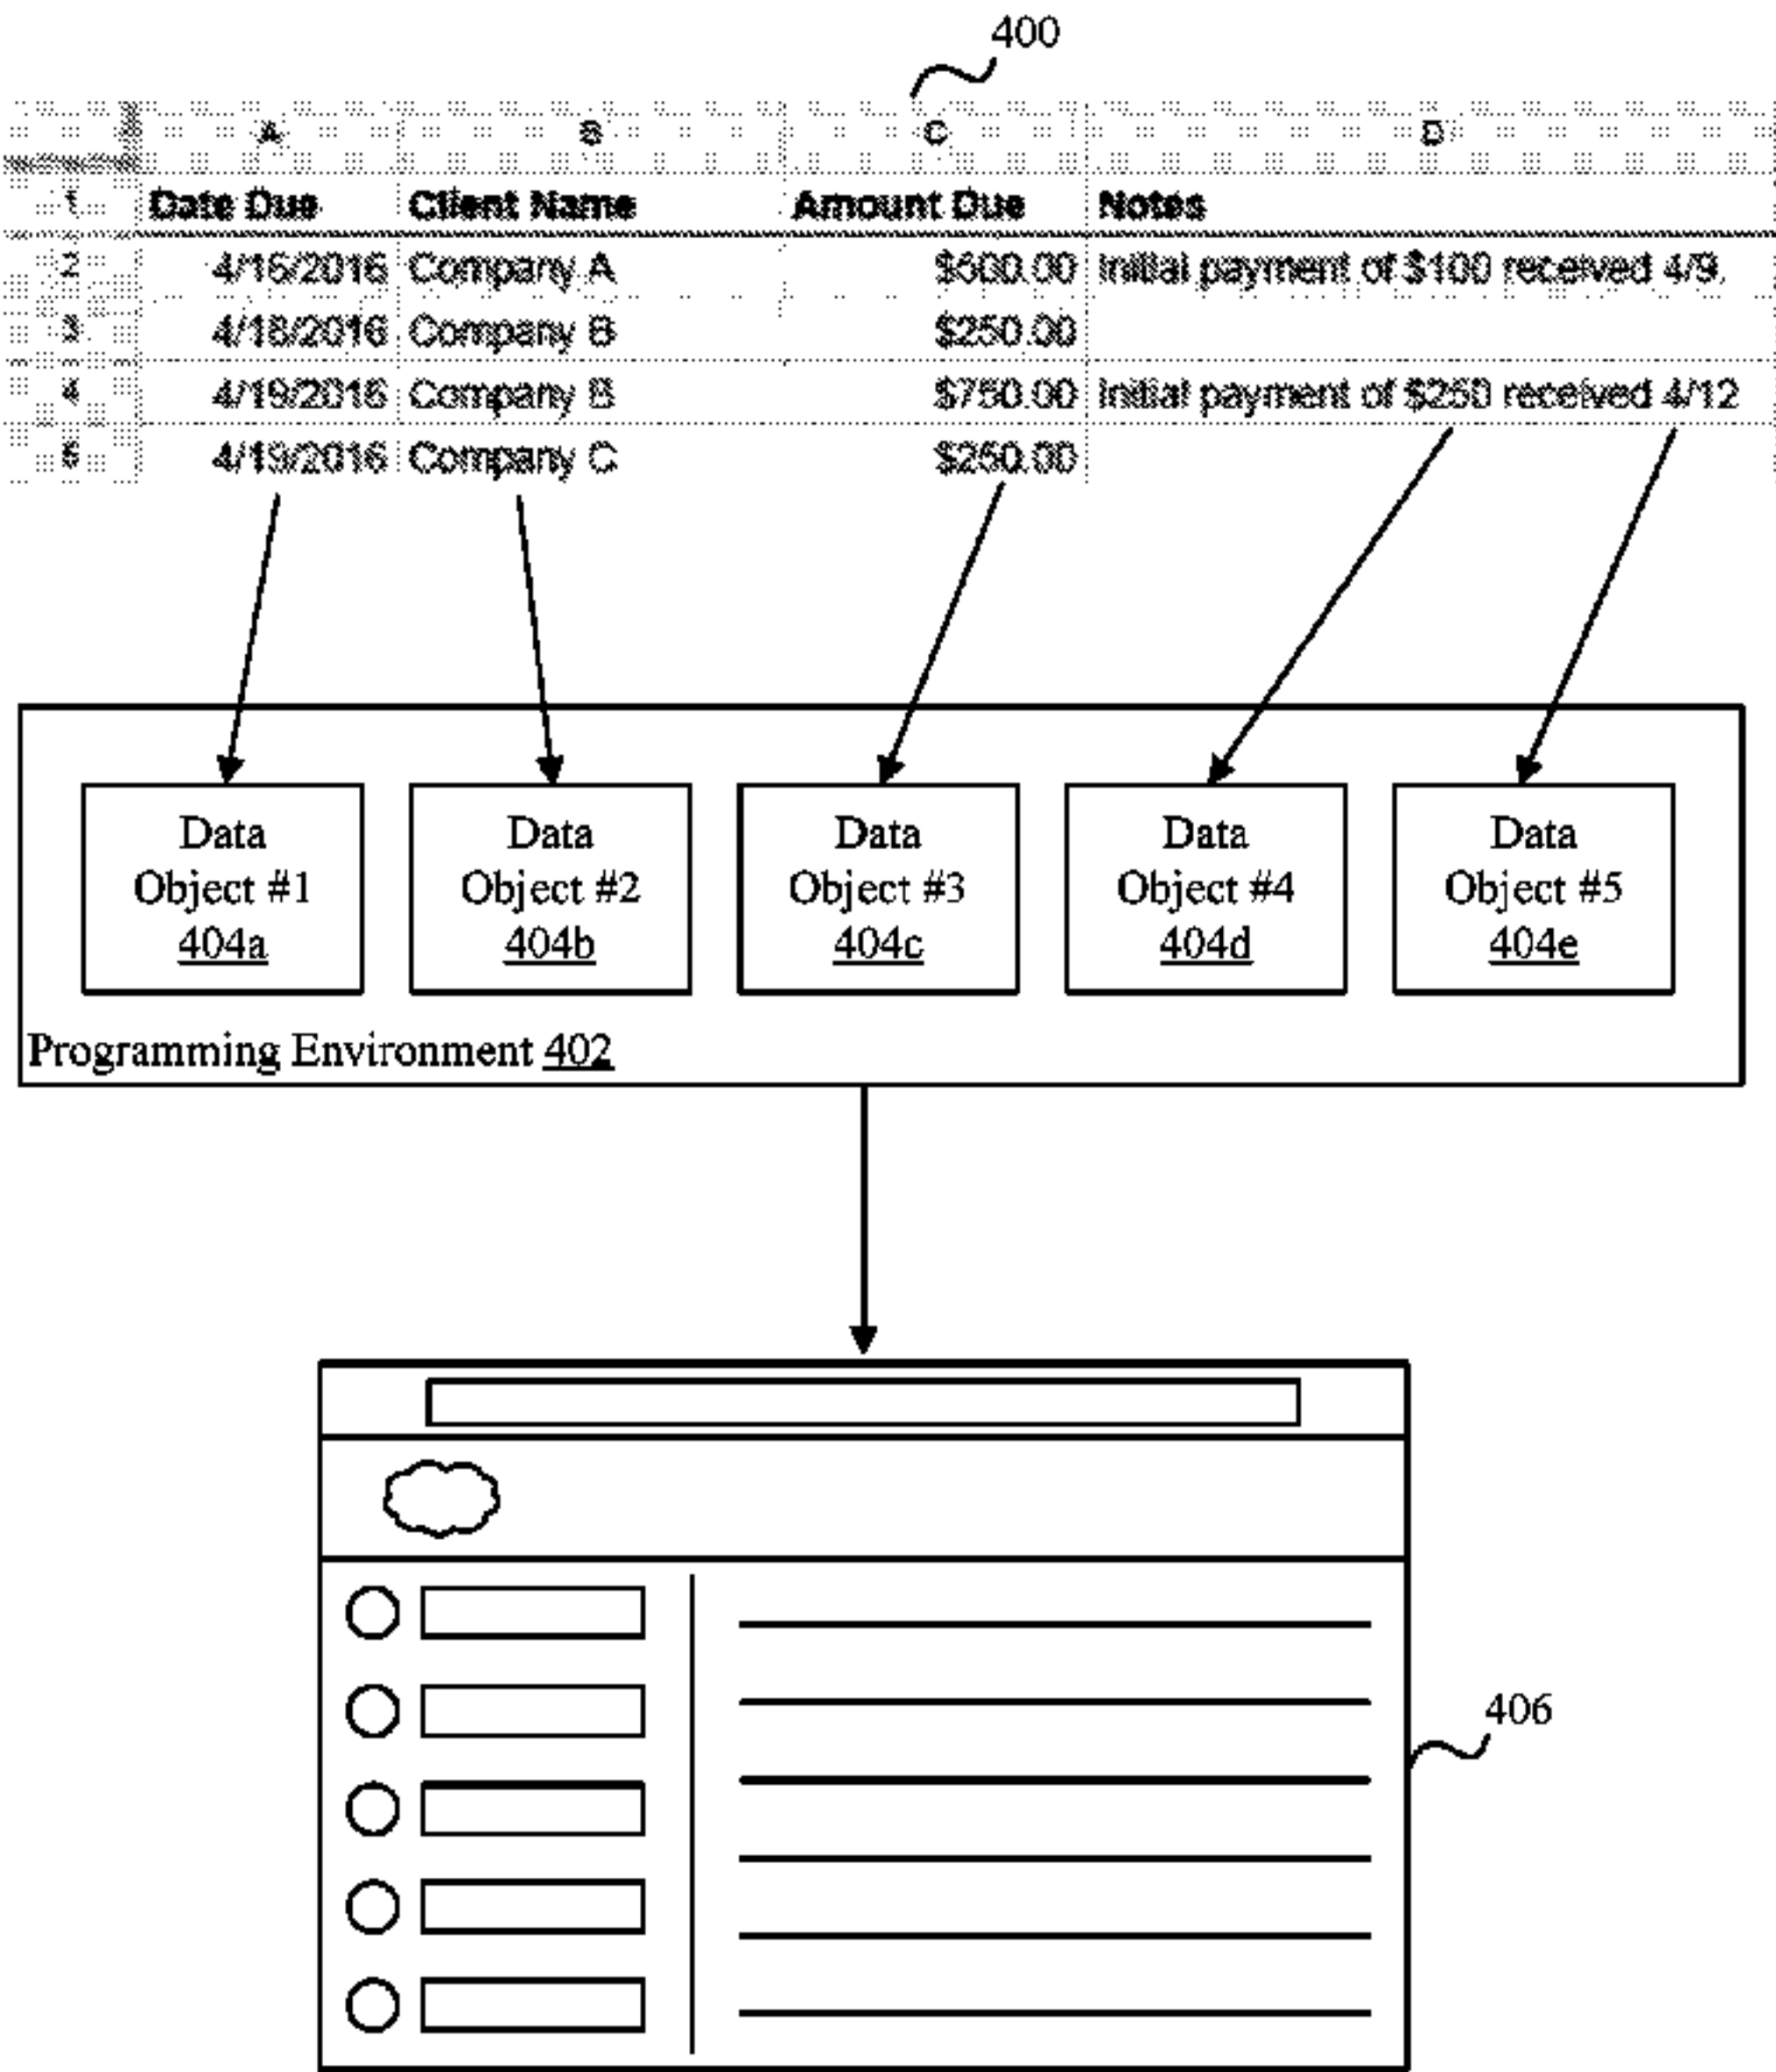 400
A B C D
1 Date Due Client Name Amount Due Notes
2 4/15/2016 Company A $500.00 Initial payment of $100 received 4/9.
3 4/18/2016 Company B $250.00
4 4/19/2016 Company B $750.00 Initial payment of $250 received 4/12
5 4/19/2016 Company C $250.00
Data Data Data Data Data
Object #1 Object #2 Object #3 Object #4 Object #5
404a 404b 404c 404d 404e
Programming Environment 402
406